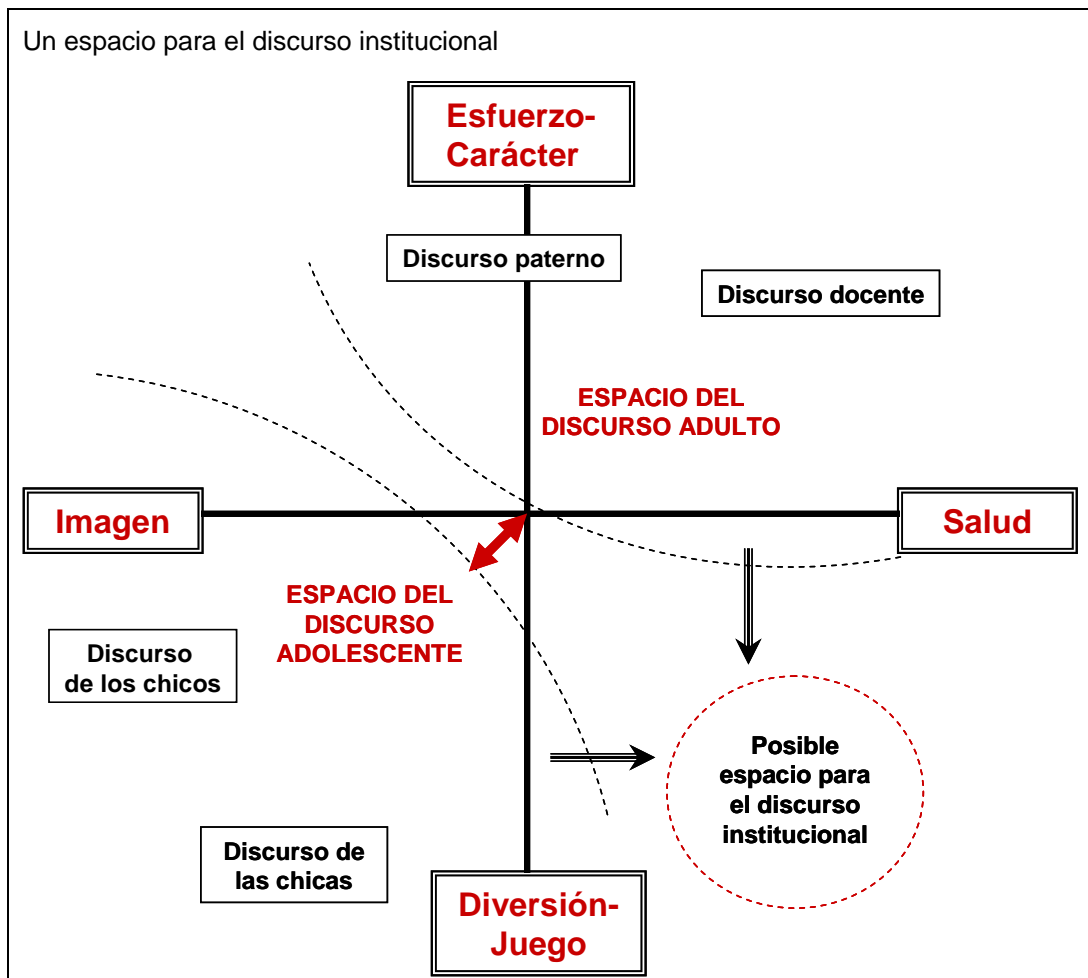 Un espacio para el discurso institucional
Esfuerzo-
Carácter
Discurso paterno
Discurso docente
ESPACIO DEL
DISCURSO ADULTO
Imagen
Salud
ESPACIO DEL
DISCURSO
ADOLESCENTE
Discurso
de los chicos
Posible
espacio para
el discurso
institucional
Discurso de
las chicas
Diversión-
Juego